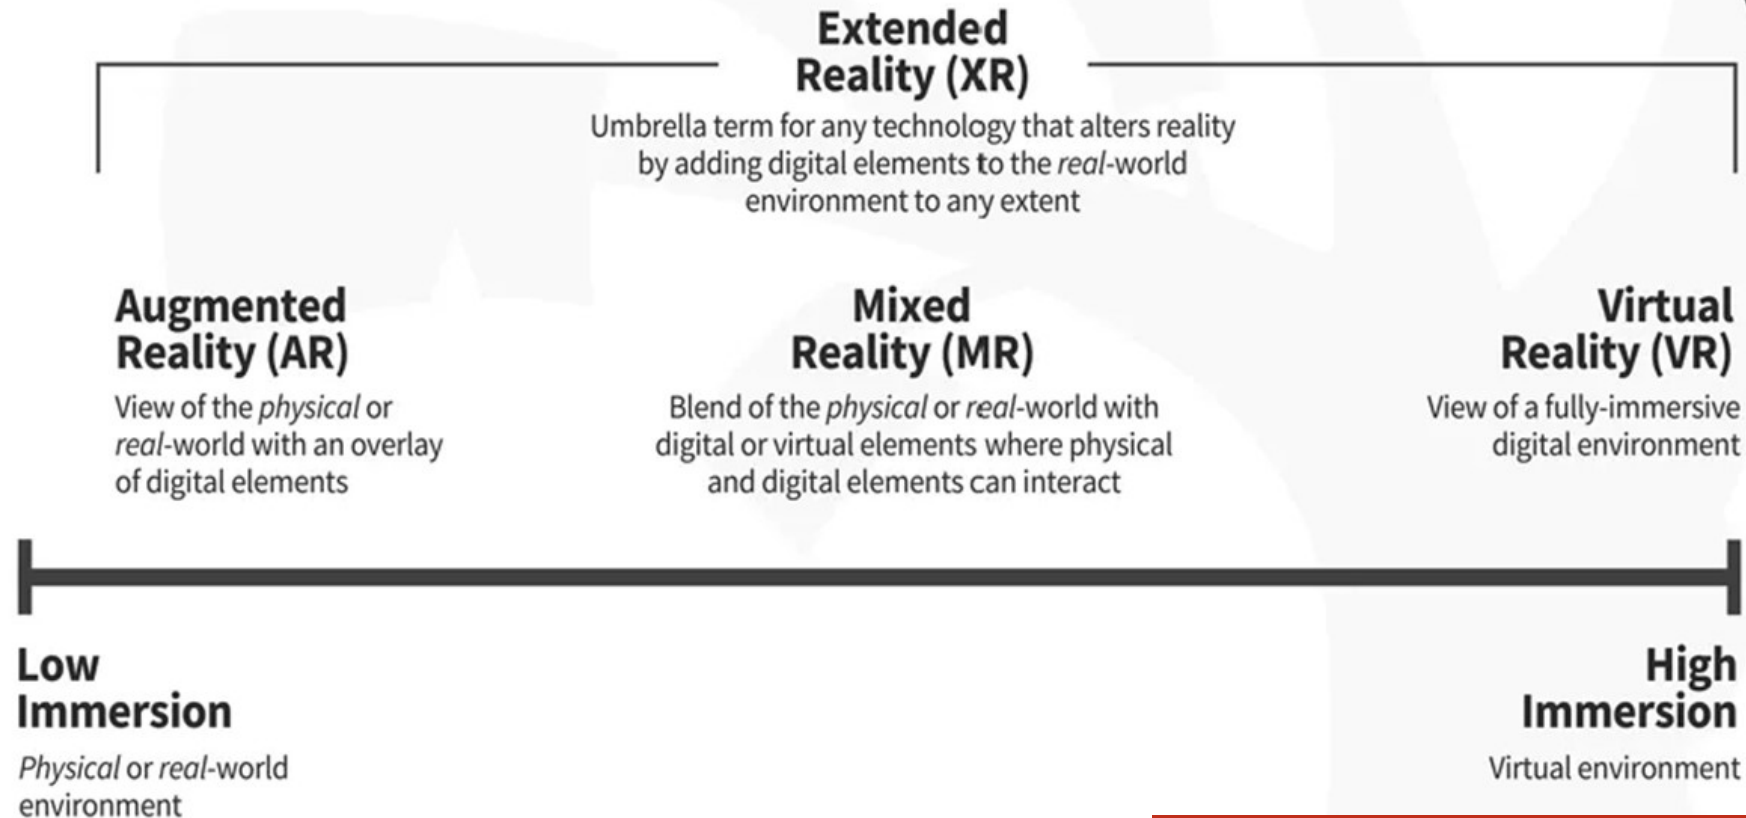 Extended
Reality (XR)
Umbrella term for any technology that alters reality
by adding digital elements to the real-world
environment to any extent
Augmented
Reality (AR)
View of the physical or
real-world with an overlay
of digital elements
Mixed
Reality (MR)
Blend of the physical or real-world with
digital or virtual elements where physical
and digital elements can interact
Virtual
Reality (VR)
View of a fully-immersive
digital environment
Low
Immersion
Physical or real-world
environment
High
Immersion
Virtual environment